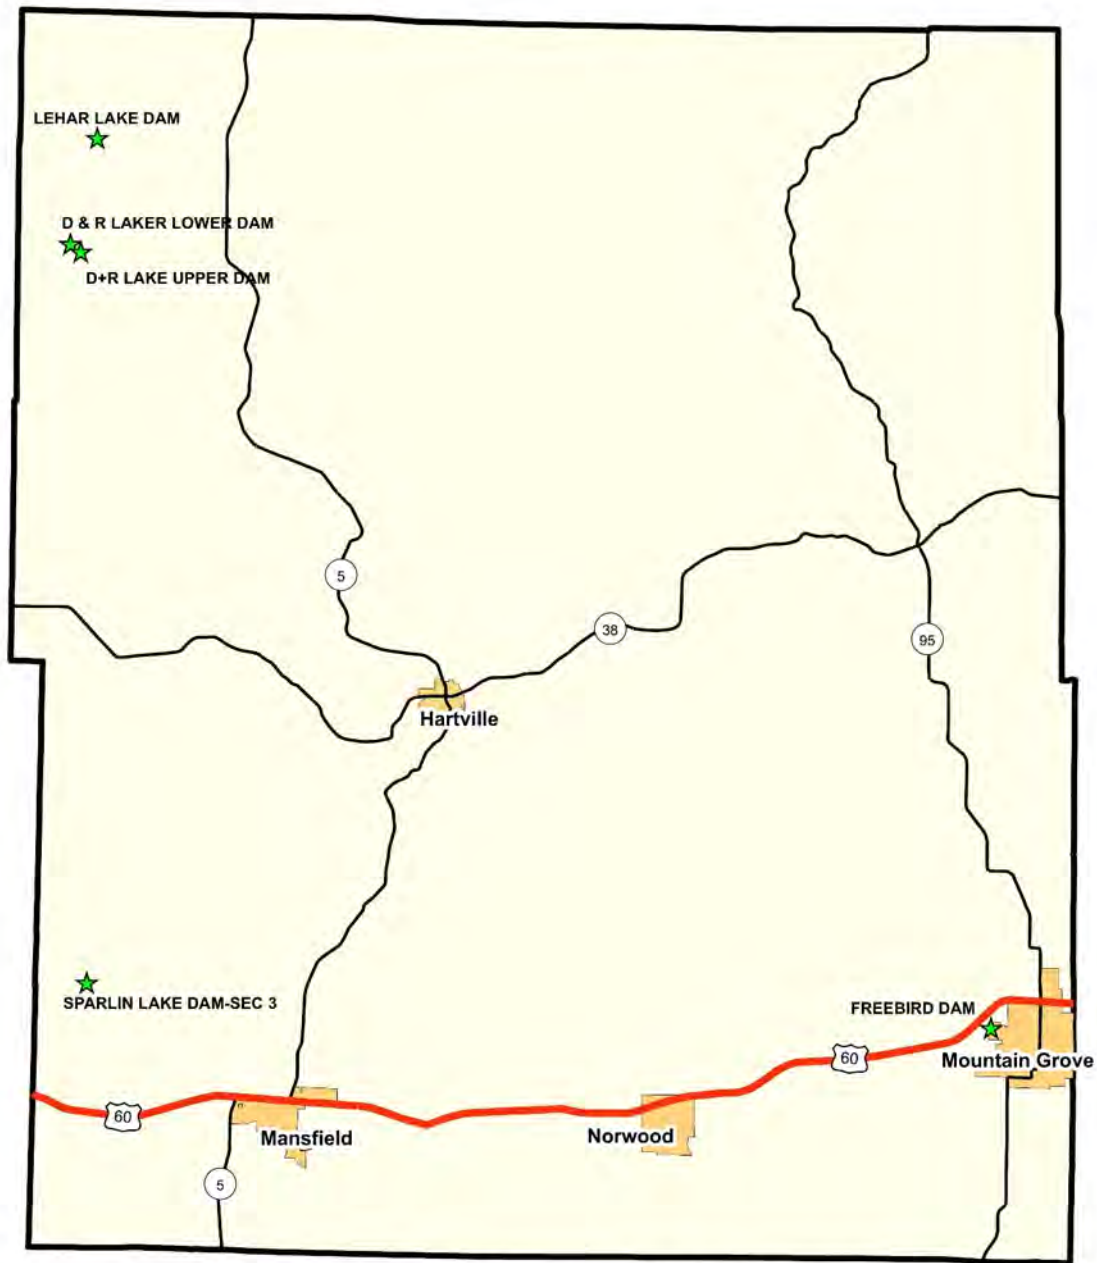 LEHAR LAKE DAM
D & R LAKER LOWER DAM
D+R LAKE UPPER DAM
5
38
95
Hartville
SPARLIN LAKE DAM-SEC 3
FREEBIRD DAM
60
Mountain Grove
60
Mansfield
Norwood
5